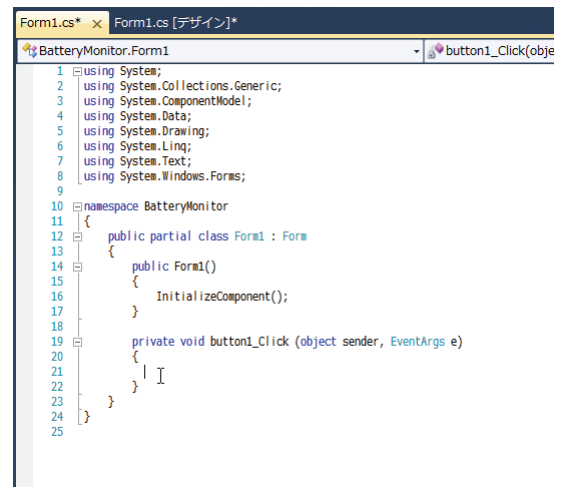 Form1.cs* × Form1.cs [デザイン]*
BatteryMonitor.Form1 button1_Click(obje
1 using System;
2 using System.Collections.Generic;
3 using System.ComponentModel;
4 using System.Data;
5 using System.Drawing;
6 using System.Linq;
7 using System.Text;
8 using System.Windows.Forms;
9
10 namespace BatteryMonitor
11 {
12 public partial class Form1 : Form
13 {
14 public Form1()
15 {
16 InitializeComponent();
17 }
18
19 private void button1_Click (object sender, EventArgs e)
20 {
21
22 }
23 }
24 }
25